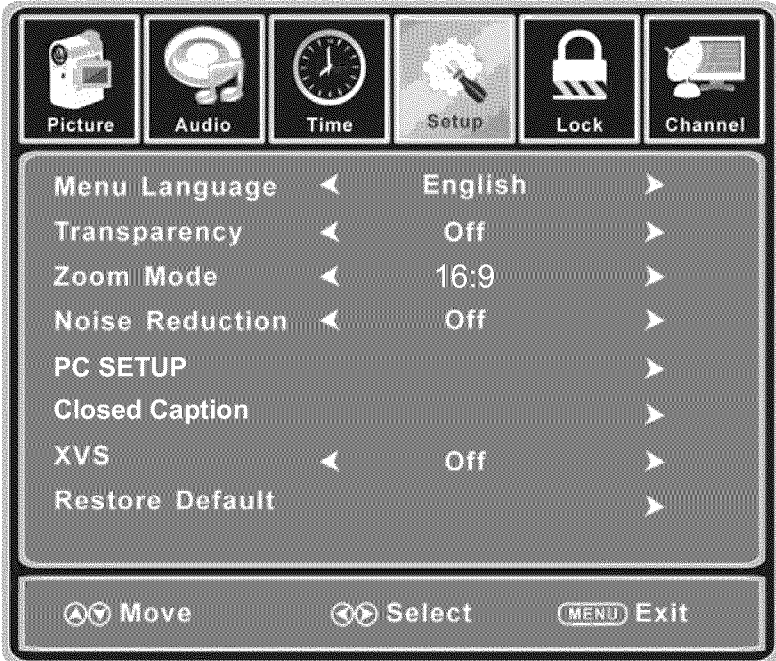 Picture Audio Time Setup Lock Channel
Menu Language English
Transparency Off
Zoom Mode 16:9
Noise Reduction Off
PC SETUP
Closed Caption
XVS Off
Restore Default
Move Select MENU Exit